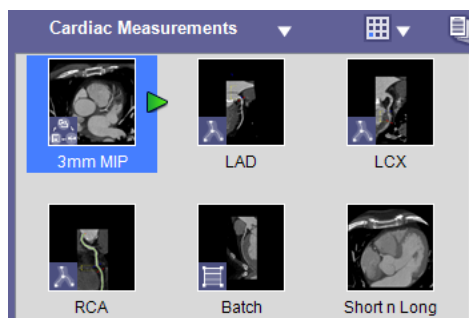 Cardiac Measurements
3mm MIP
LAD
LCX
RCA
Batch
Short n Long